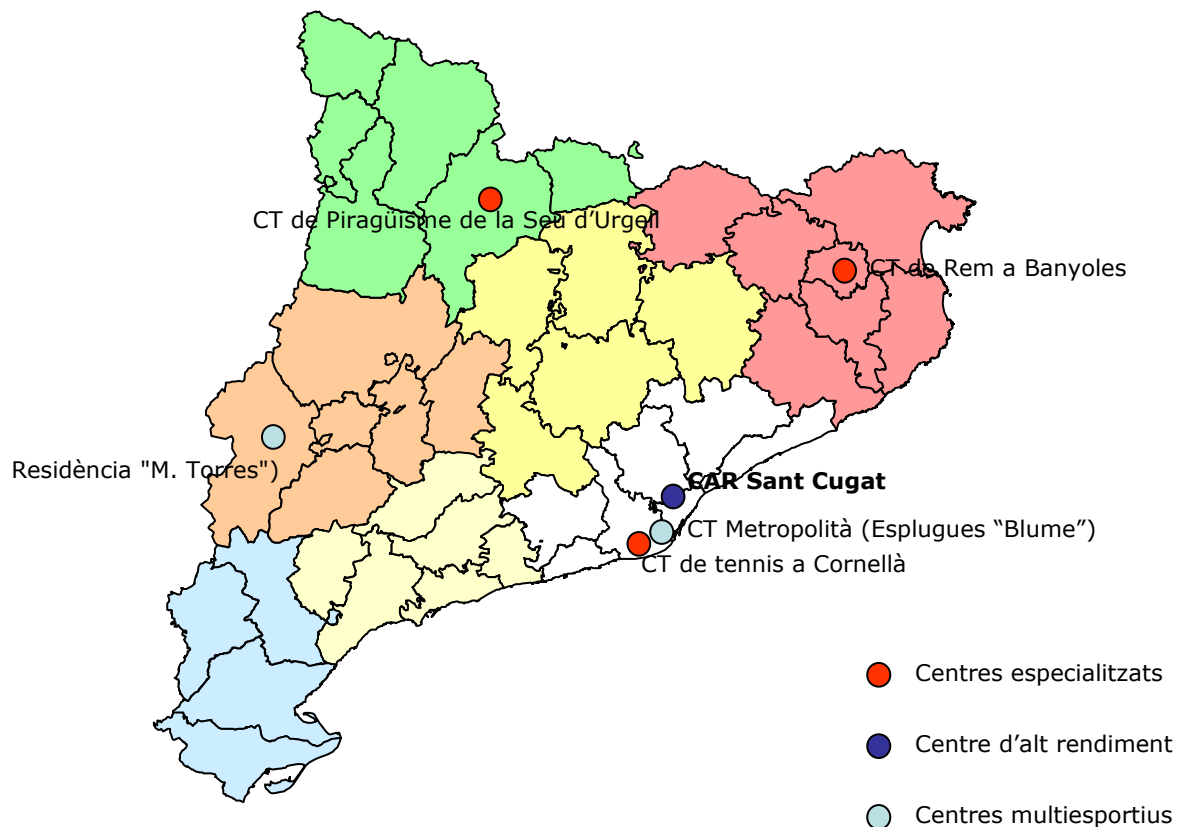 CT de Piragüisme de la Seu d’Urgell
CT de Rem a Banyoles
Residència "M. Torres")
CAR Sant Cugat
CT Metropolità (Esplugues “Blume”)
CT de tennis a Cornellà
Centres especialitzats
Centre d’alt rendiment
Centres multiesportius